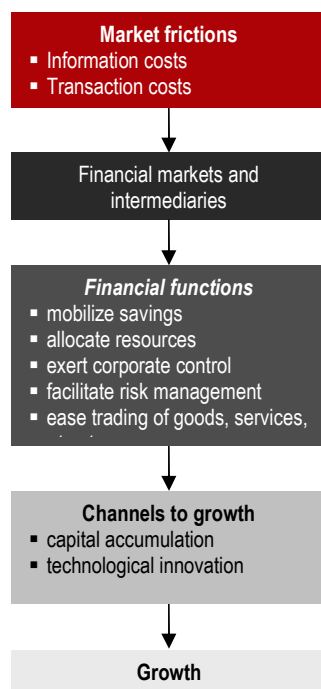 Market frictions
▪ Information costs
▪ Transaction costs
Financial markets and
intermediaries
Financial functions
▪ mobilize savings
▪ allocate resources
▪ exert corporate control
▪ facilitate risk management
▪ ease trading of goods, services,
Channels to growth
▪ capital accumulation
▪ technological innovation
Growth